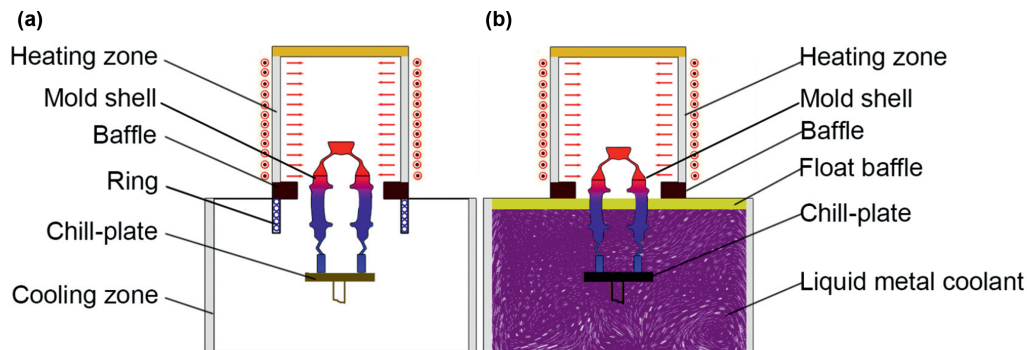 (a)
Heating zone
Mold shell
Baffle
Ring
Chill-plate
Cooling zone
(b)
Heating zone
Mold shell
Baffle
Float baffle
Chill-plate
Liquid metal coolant